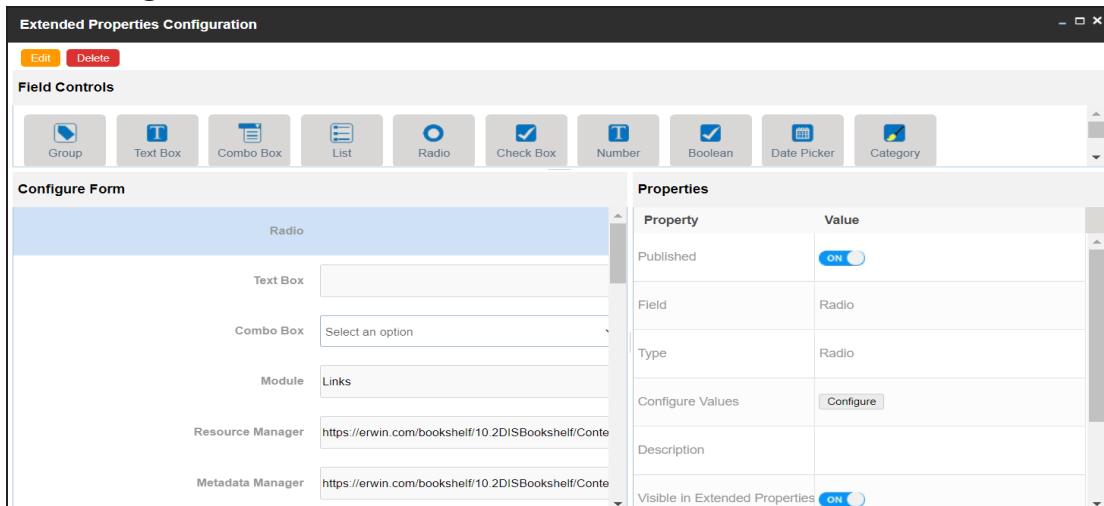 Extended Properties Configuration
Edit Delete
Field Controls
Group Text Box Combo Box List Radio Check Box Number Boolean Date Picker Category
Configure Form
Radio
Text Box
Combo Box Select an option
Module Links
Resource Manager https://erwin.com/bookshelf/10.2DISBookshelf/Conte
Metadata Manager https://erwin.com/bookshelf/10.2DISBookshelf/Conte
Properties
Property Value
Published ON
Field Radio
Type Radio
Configure Values Configure
Description
Visible in Extended Properties ON